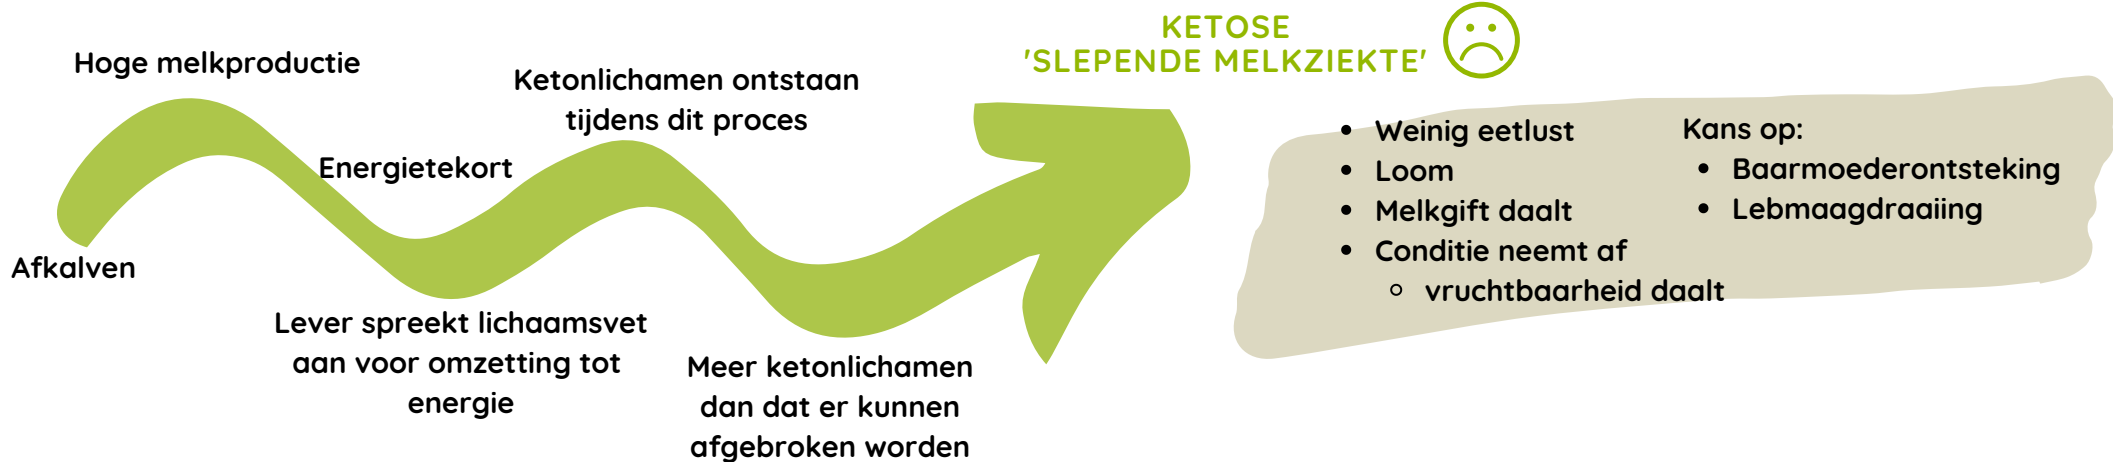 Afkalven
Hoge melkproductie
Energietekort
Lever spreekt lichaamsvet
aan voor omzetting tot
energie
Ketonlichamen ontstaan
tijdens dit proces
Meer ketonlichamen
dan dat er kunnen
afgebroken worden
KETOSE
'SLEPENDE MELKZIEKTE'
• Weinig eetlust
• Loom
• Melkgift daalt
• Conditie neemt af
○ vruchtbaarheid daalt
Kans op:
• Baarmoederontsteking
• Lebmaagdraaiing